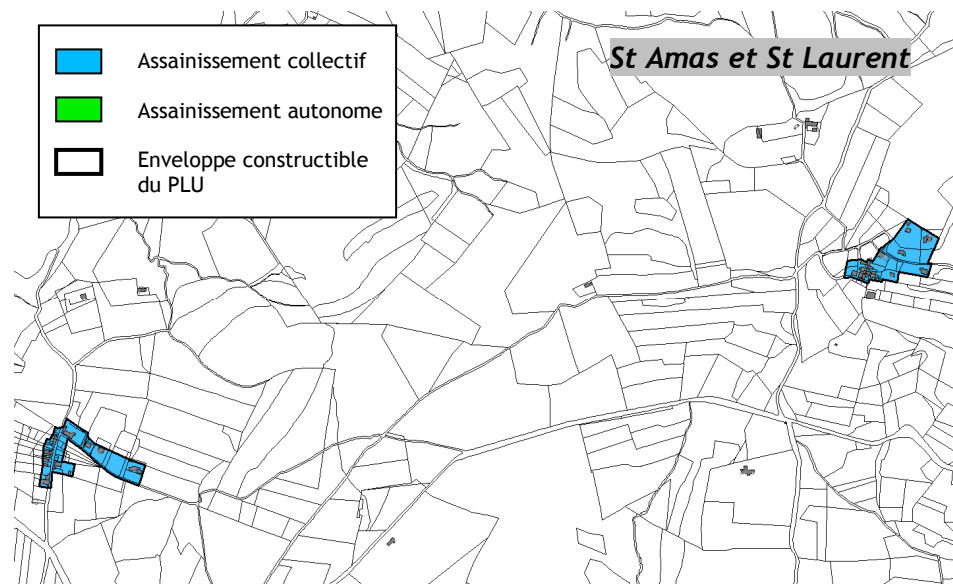 St Amas et St Laurent
Assainissement collectif
Assainissement autonome
Enveloppe constructible
du PLU